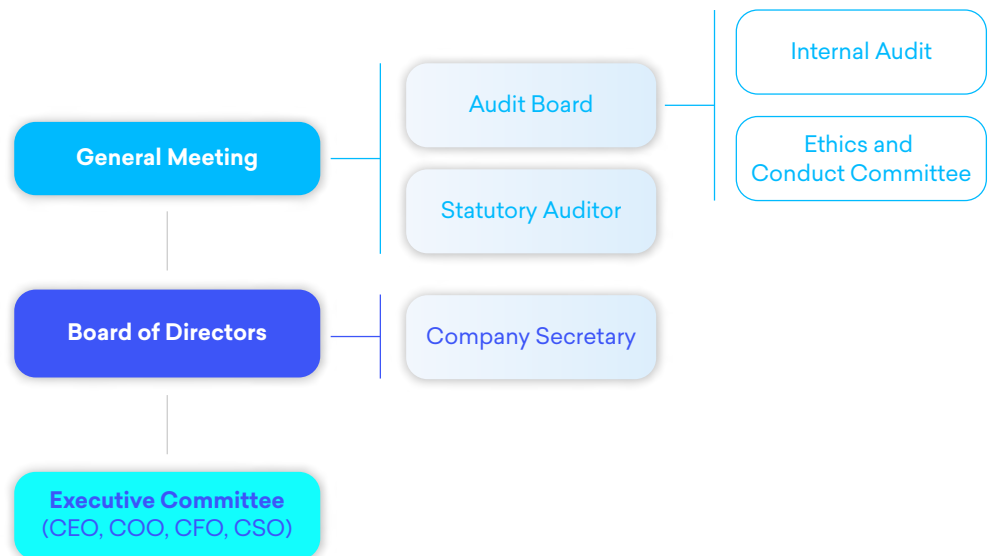 General Meeting
Audit Board
Statutory Auditor
Internal Audit
Ethics and
Conduct Committee
Board of Directors
Company Secretary
Executive Committee
(CEO, COO, CFO, CSO)